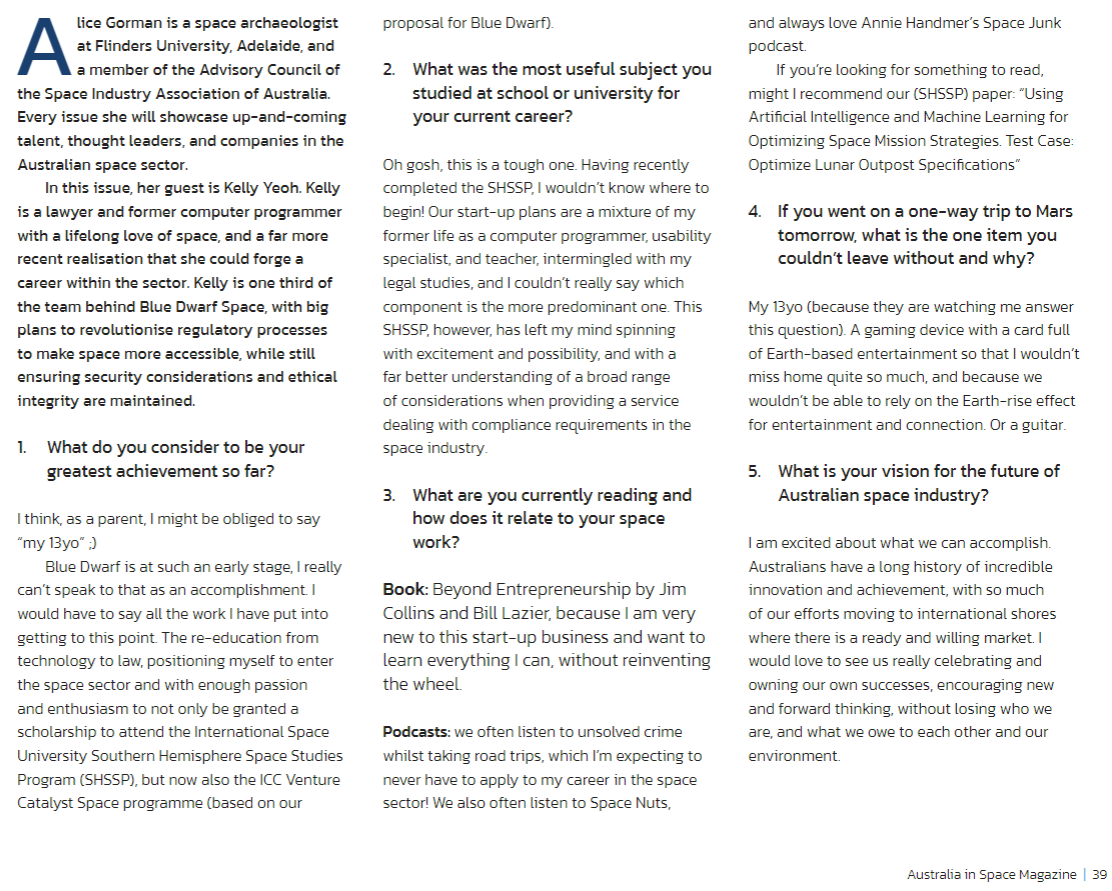 Alice Gorman is a space archaeologist
at Flinders University, Adelaide, and
a member of the Advisory Council of
the Space Industry Association of Australia.
Every issue she will showcase up-and-coming
talent, thought leaders, and companies in the
Australian space sector.
In this issue, her guest is Kelly Yeoh. Kelly
is a lawyer and former computer programmer
with a lifelong love of space, and a far more
recent realisation that she could forge a
career within the sector. Kelly is one third of
the team behind Blue Dwarf Space, with big
plans to revolutionise regulatory processes
to make space more accessible, while still
ensuring security considerations and ethical
integrity are maintained.
1. What do you consider to be your
greatest achievement so far?
I think, as a parent, I might be obliged to say
“my 13yo” ;)
Blue Dwarf is at such an early stage, I really
can’t speak to that as an accomplishment. I
would have to say all the work I have put into
getting to this point. The re-education from
technology to law, positioning myself to enter
the space sector and with enough passion
and enthusiasm to not only be granted a
scholarship to attend the International Space
University Southern Hemisphere Space Studies
Program (SHSSP), but now also the ICC Venture
Catalyst Space programme (based on our
proposal for Blue Dwarf).
2. What was the most useful subject you
studied at school or university for
your current career?
Oh gosh, this is a tough one. Having recently
completed the SHSSP, I wouldn’t know where to
begin! Our start-up plans are a mixture of my
former life as a computer programmer, usability
specialist, and teacher, intermingled with my
legal studies, and I couldn’t really say which
component is the more predominant one. This
SHSSP, however, has left my mind spinning
with excitement and possibility, and with a
far better understanding of a broad range
of considerations when providing a service
dealing with compliance requirements in the
space industry.
3. What are you currently reading and
how does it relate to your space
work?
Book: Beyond Entrepreneurship by Jim
Collins and Bill Lazier, because I am very
new to this start-up business and want to
learn everything I can, without reinventing
the wheel.
Podcasts: we often listen to unsolved crime
whilst taking road trips, which I’m expecting to
never have to apply to my career in the space
sector! We also often listen to Space Nuts,
and always love Annie Handmer’s Space Junk
podcast.
If you’re looking for something to read,
might I recommend our (SHSSP) paper: “Using
Artificial Intelligence and Machine Learning for
Optimizing Space Mission Strategies. Test Case:
Optimize Lunar Outpost Specifications”
4. If you went on a one-way trip to Mars
tomorrow, what is the one item you
couldn’t leave without and why?
My 13yo (because they are watching me answer
this question). A gaming device with a card full
of Earth-based entertainment so that I wouldn’t
miss home quite so much, and because we
wouldn’t be able to rely on the Earth-rise effect
for entertainment and connection. Or a guitar.
5. What is your vision for the future of
Australian space industry?
I am excited about what we can accomplish.
Australians have a long history of incredible
innovation and achievement, with so much
of our efforts moving to international shores
where there is a ready and willing market. I
would love to see us really celebrating and
owning our own successes, encouraging new
and forward thinking, without losing who we
are, and what we owe to each other and our
environment.
Australia in Space Magazine | 39